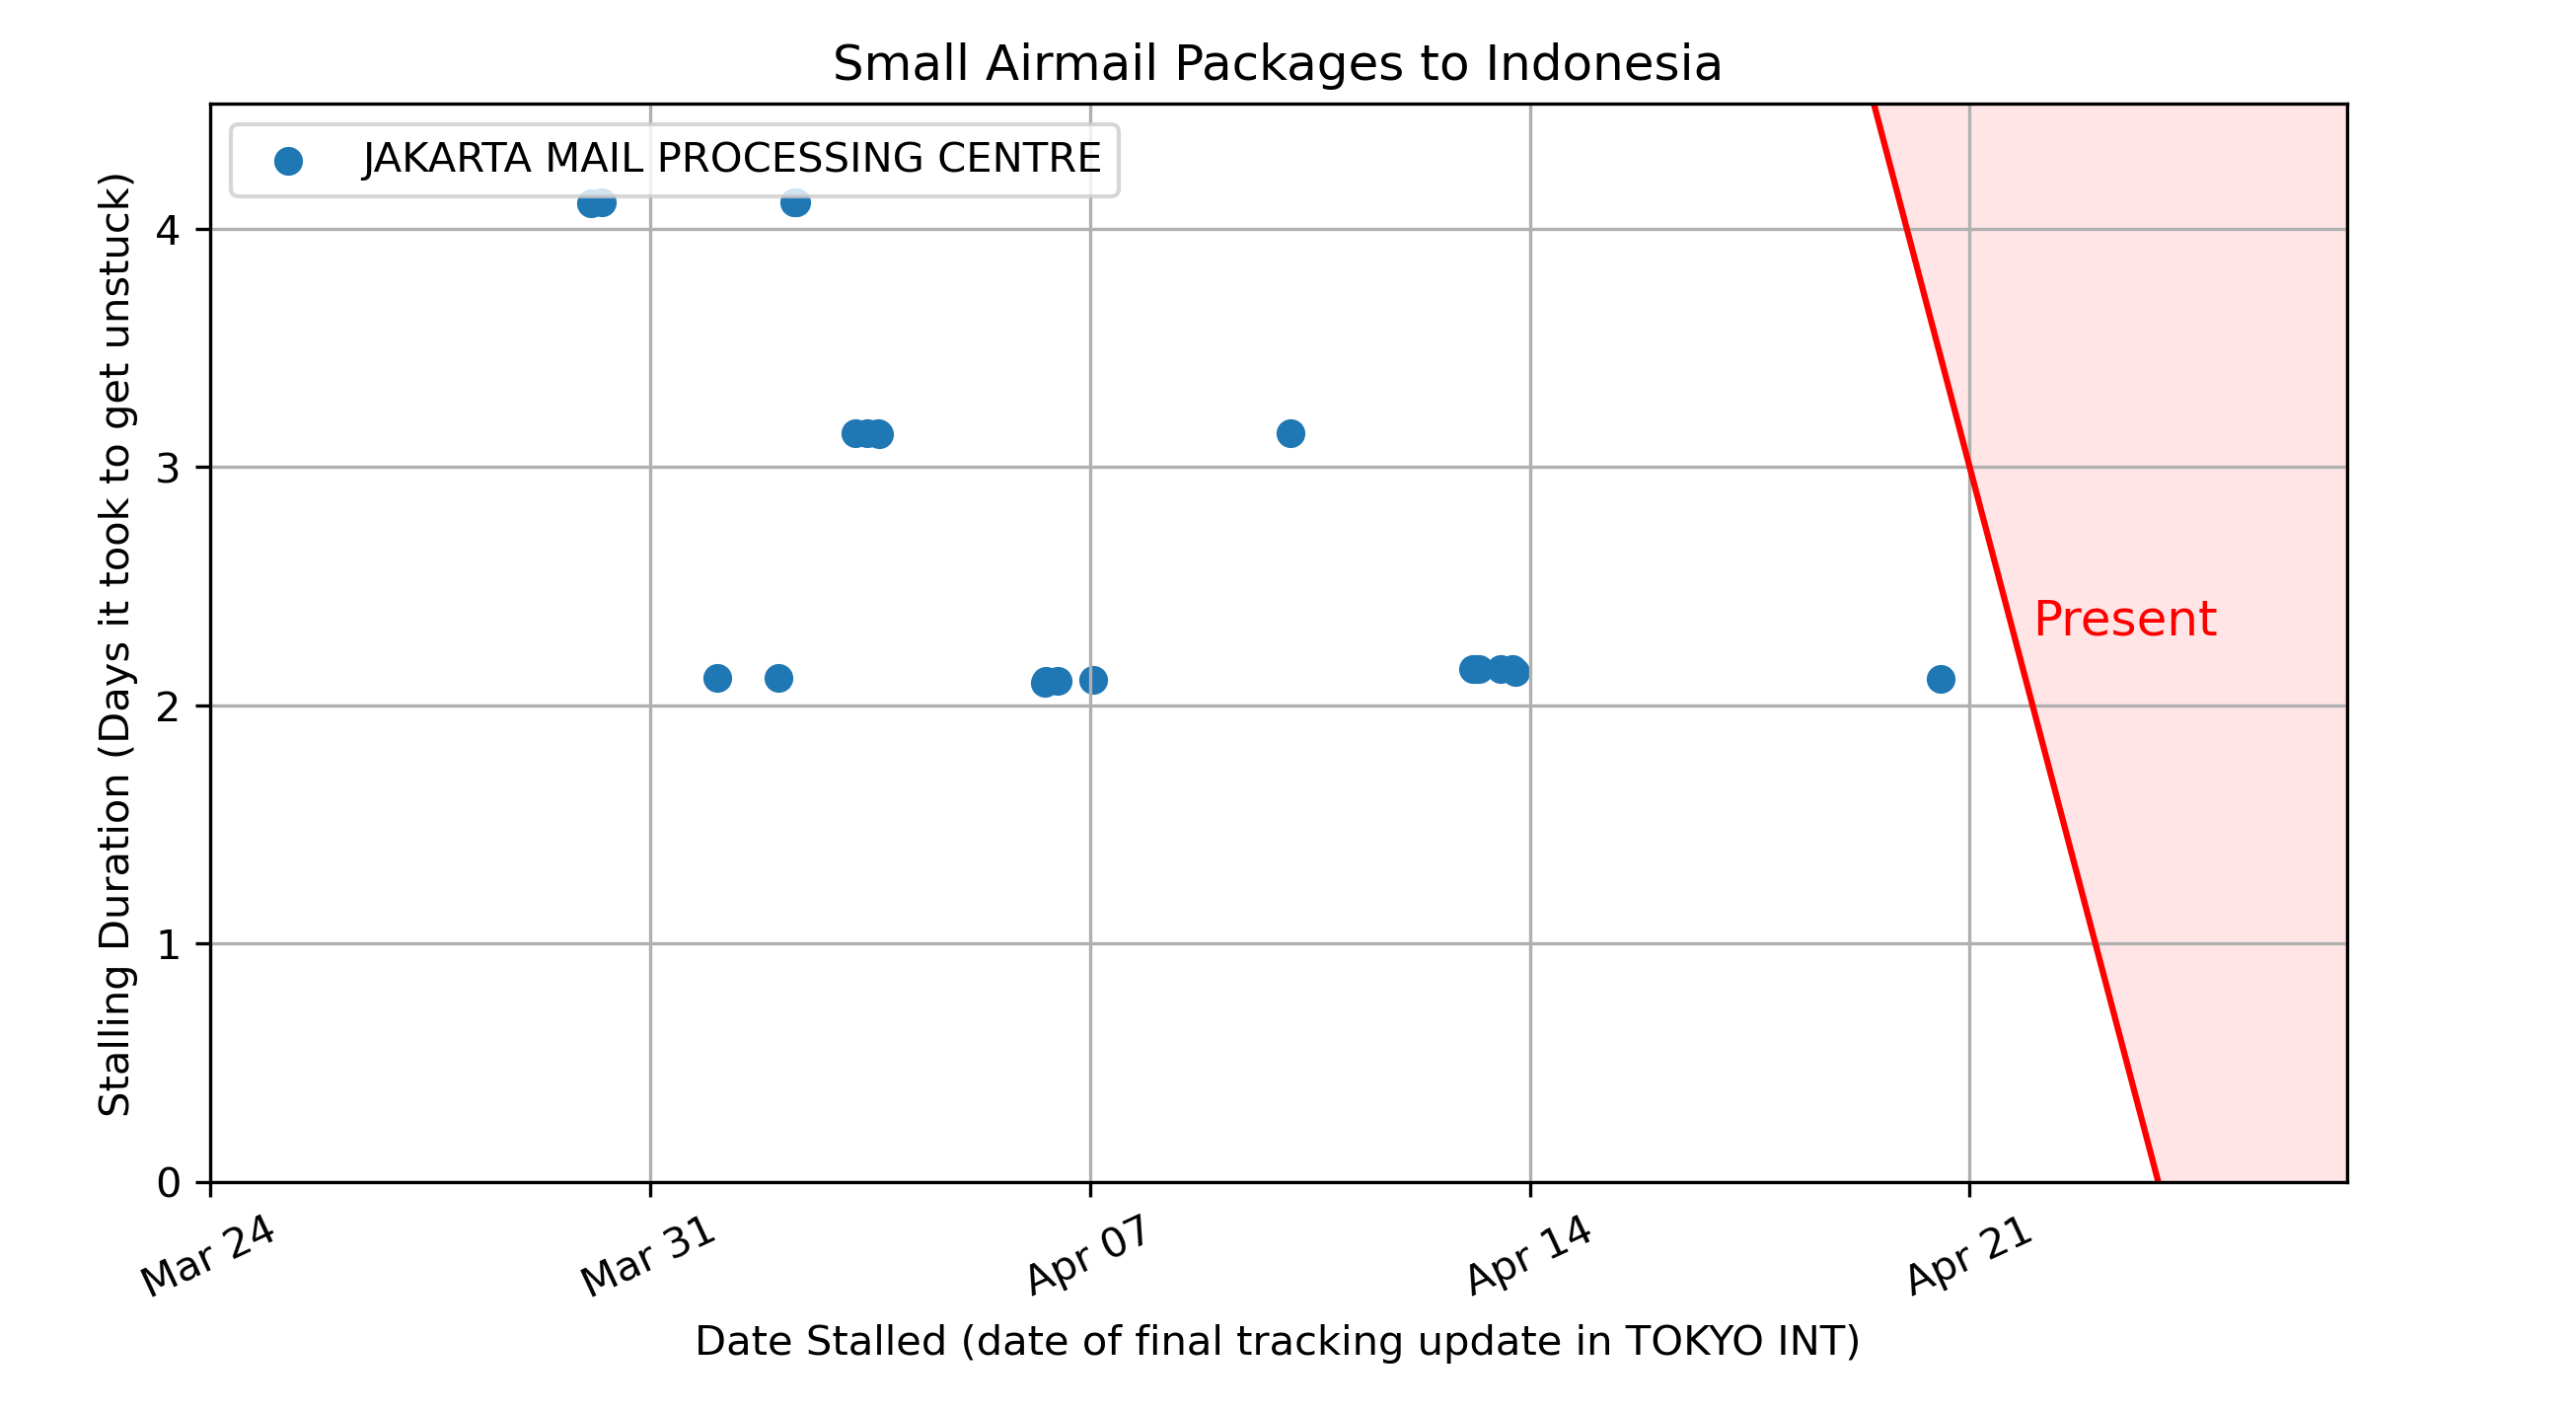 Small Airmail Packages to Indonesia
JAKARTA MAIL PROCESSING CENTRE
Stalling Duration (Days it took to get unstuck)
4
3
2
1
0
Present
Mar 24
Mar 31
Apr 07
Apr 14
Apr 21
Date Stalled (date of final tracking update in TOKYO INT)